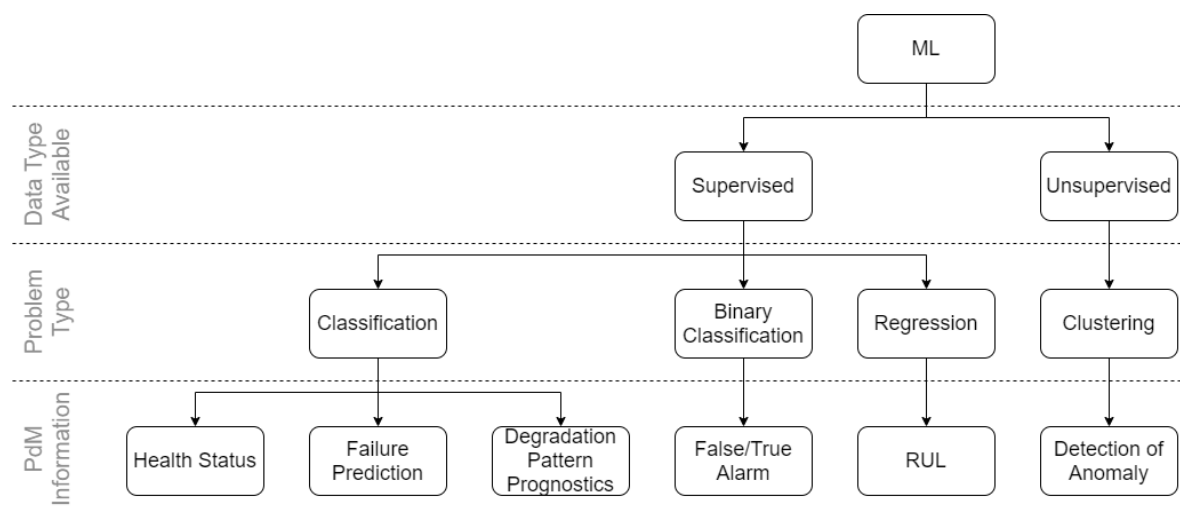 ML
Data Type
Available
Supervised
Unsupervised
Problem
Type
Classification
Binary
Classification
Regression
Clustering
PdM
Information
Health Status
Failure
Prediction
Degradation
Pattern
Prognostics
False/True
Alarm
RUL
Detection of
Anomaly